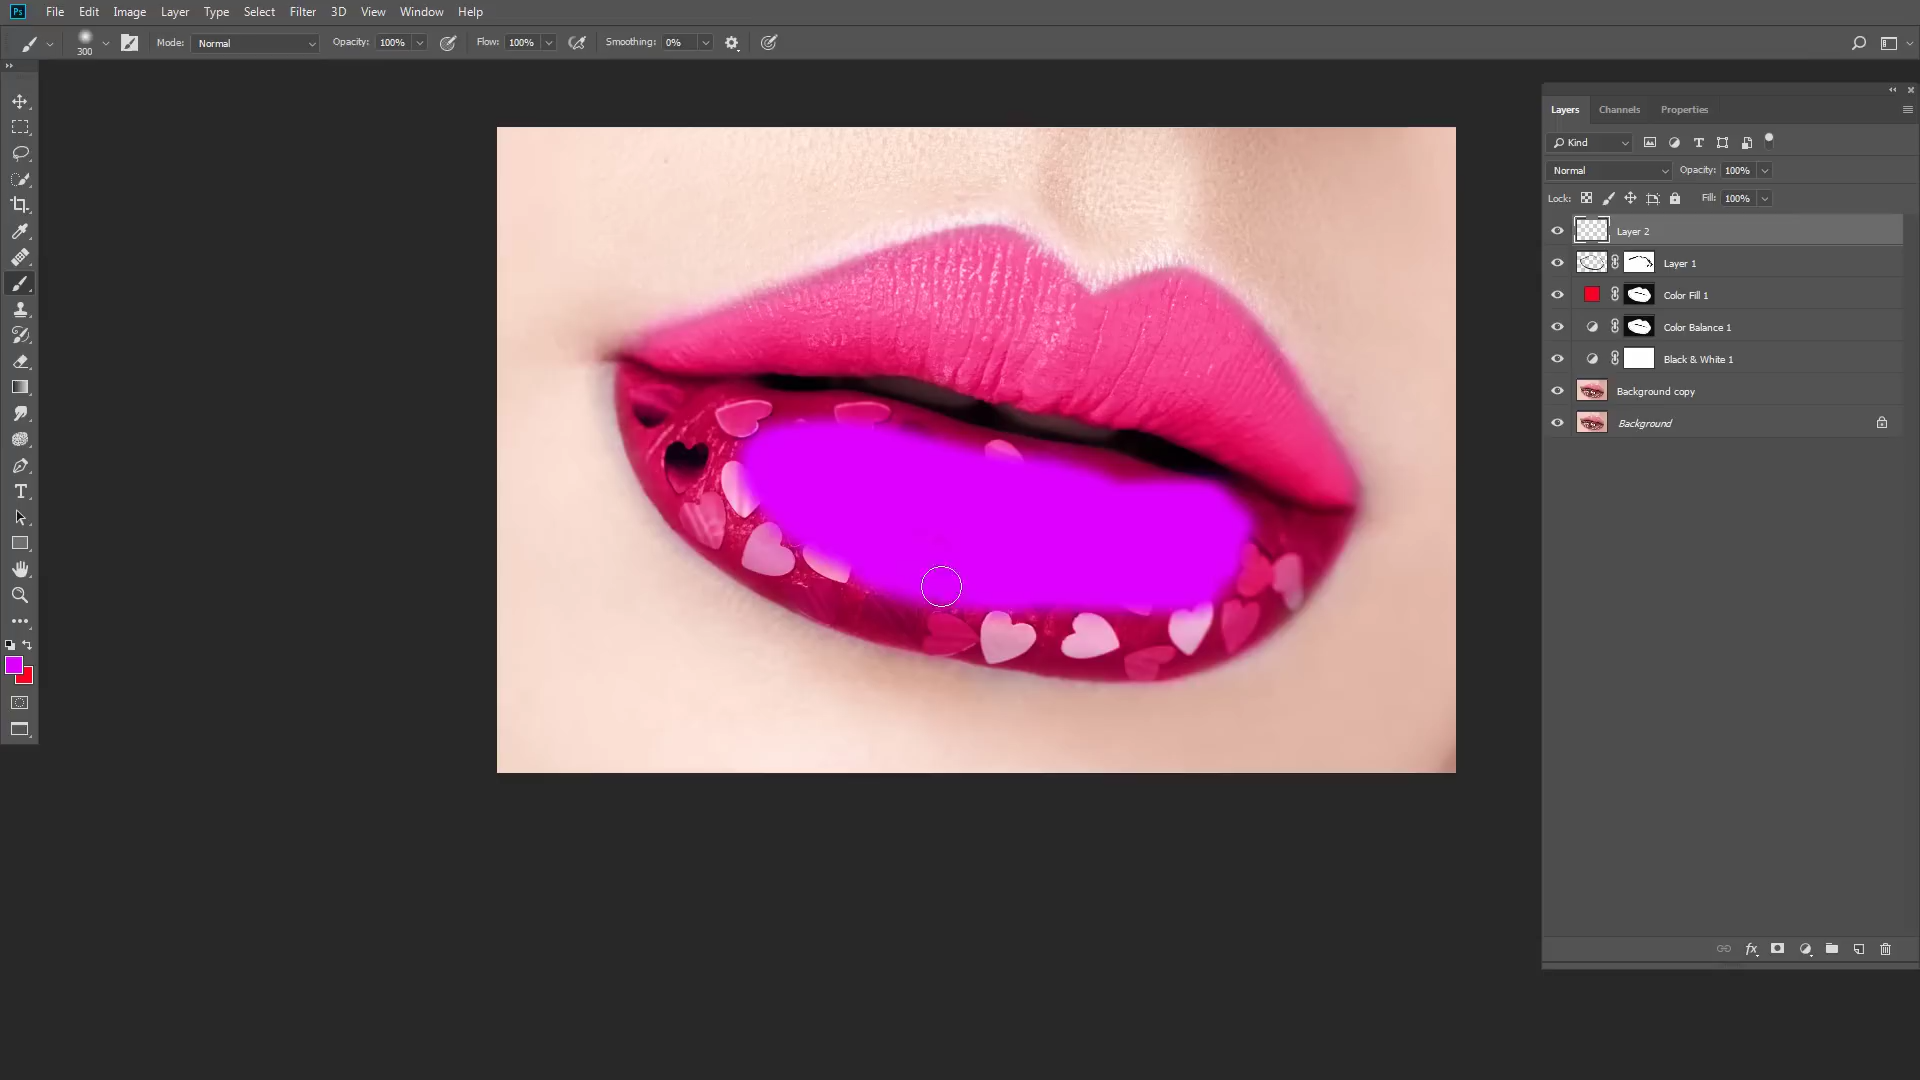 Ps File Edit Image Layer Type Select Filter 3D View Window Help
300 Mode: Normal Opacity: 100% Flow: 100% Smoothing: 0%
Layers Channels Properties
Kind
Normal Opacity: 100%
Lock: Fill: 100%
Layer 2
Layer 1
Color Fill 1
Color Balance 1
Black & White 1
Background copy
Background
fx